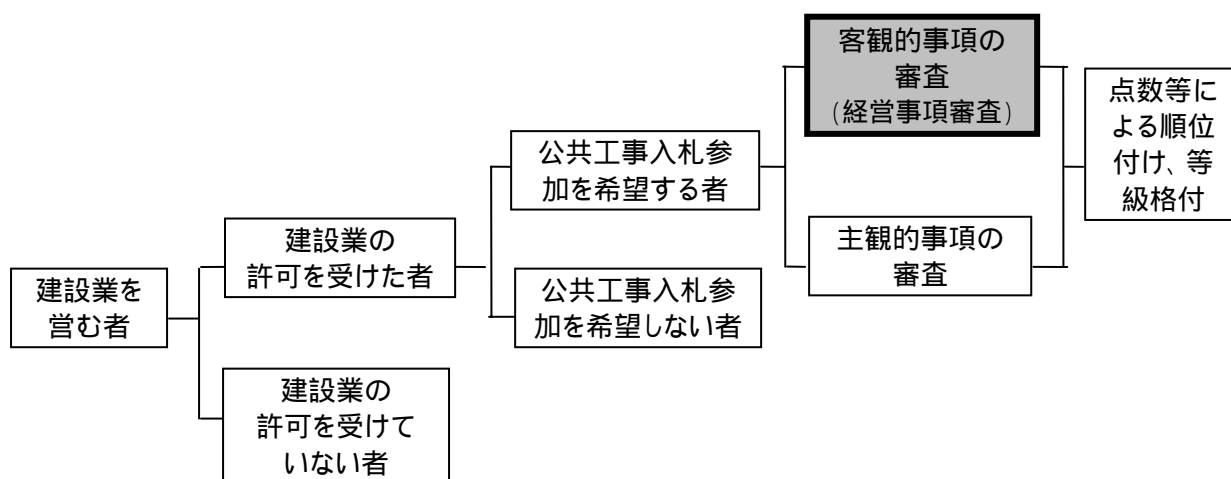 建設業を
営む者
建設業の
許可を受けた者
建設業の
許可を受けて
いない者
公共工事入札参
加を希望する者
公共工事入札参
加を希望しない者
客観的事項の
審査
(経営事項審査)
主観的事項の
審査
点数等に
よる順位
付け、等
級格付